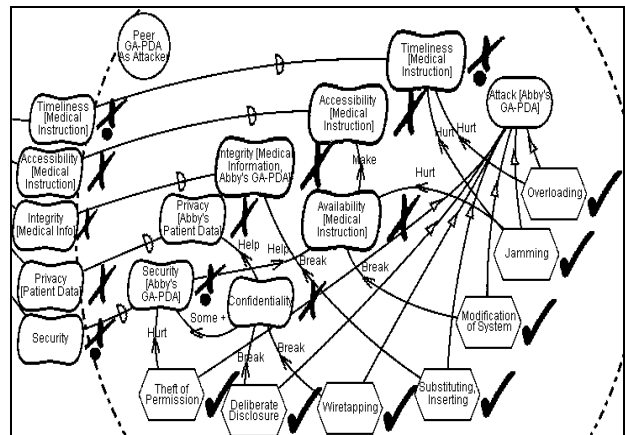 Peer
GA-PDA
As Attacker
Timeliness
[Medical
Instruction]
Attack [Abby's
GA-PDA]
Timeliness
[Medical
Instruction]
Accessibility
[Medical
Instruction]
Hurt
Hurt
Accessibility
[Medical
Instruction]
Integrity [Medical
Information,
Abby's GA-PDA]
Make
Hurt
Overloading
Integrity
[Medical Info]
Privacy
[Abby's
Patient Data]
Availability
[Medical
Instruction]
Jamming
Help
Help
Break
Break
Privacy
[Patient Data]
Security
[Abby's
GA-PDA]
Confidentiality
Modification
of System
Security
Some +
Hurt
Break
Break
Theft of
Permission
Deliberate
Disclosure
Wiretapping
Substituting,
Inserting